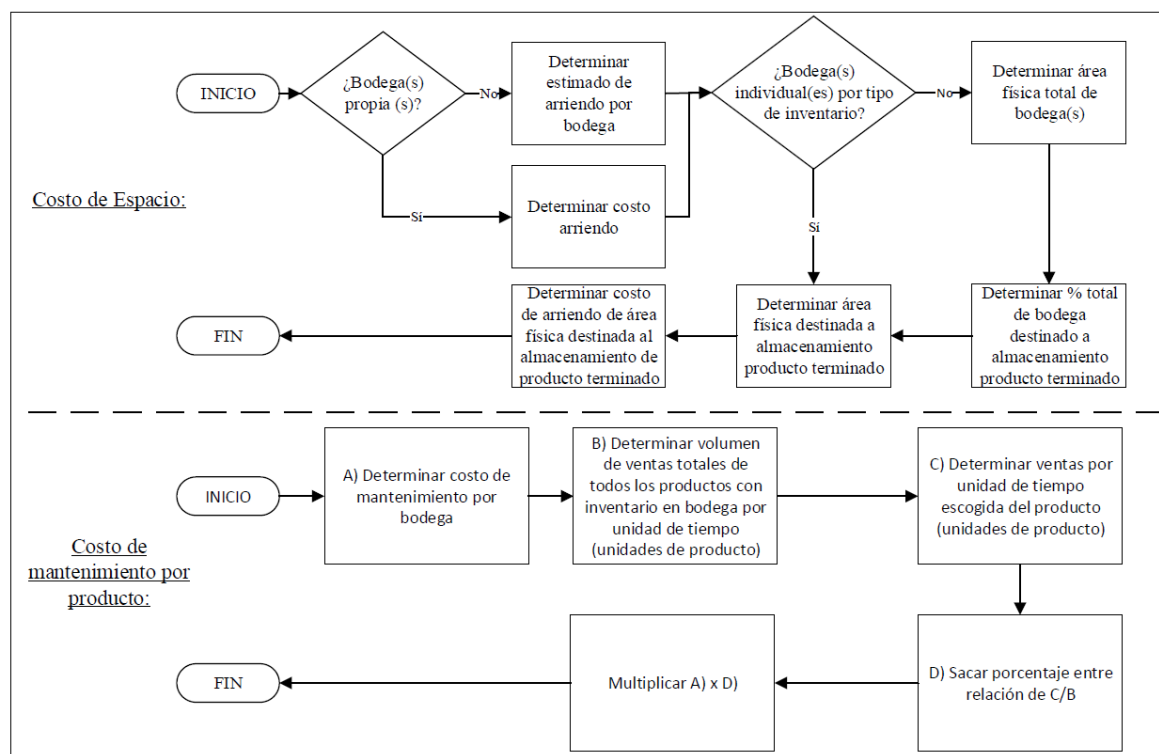 INICIO
¿Bodega(s)
propia (s)?
No
Determinar
estimado de
arriendo por
bodega
¿Bodega(s)
individual(es) por tipo
de inventario?
No
Determinar área
física total de
bodega(s)
Costo de Espacio:
Sí
Determinar costo
arriendo
Sí
FIN
Determinar costo
de arriendo de área
física destinada al
almacenamiento de
producto terminado
Determinar área
física destinada a
almacenamiento
producto terminado
Determinar % total
de bodega
destinado a
almacenamiento
producto terminado
Costo de
mantenimiento por
producto:
INICIO
A) Determinar costo de
mantenimiento por
bodega
B) Determinar volumen
de ventas totales de
todos los productos con
inventario en bodega por
unidad de tiempo
(unidades de producto)
C) Determinar ventas por
unidad de tiempo
escogida del producto
(unidades de producto)
FIN
Multiplicar A) x D)
D) Sacar porcentaje entre
relación de C/B